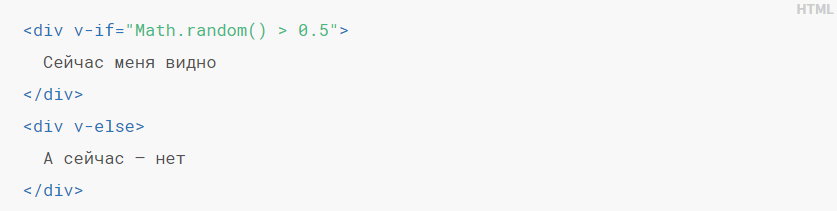 HTML
<div v-if="Math.random() > 0.5">
  Сейчас меня видно
</div>
<div v-else>
  А сейчас — нет
</div>